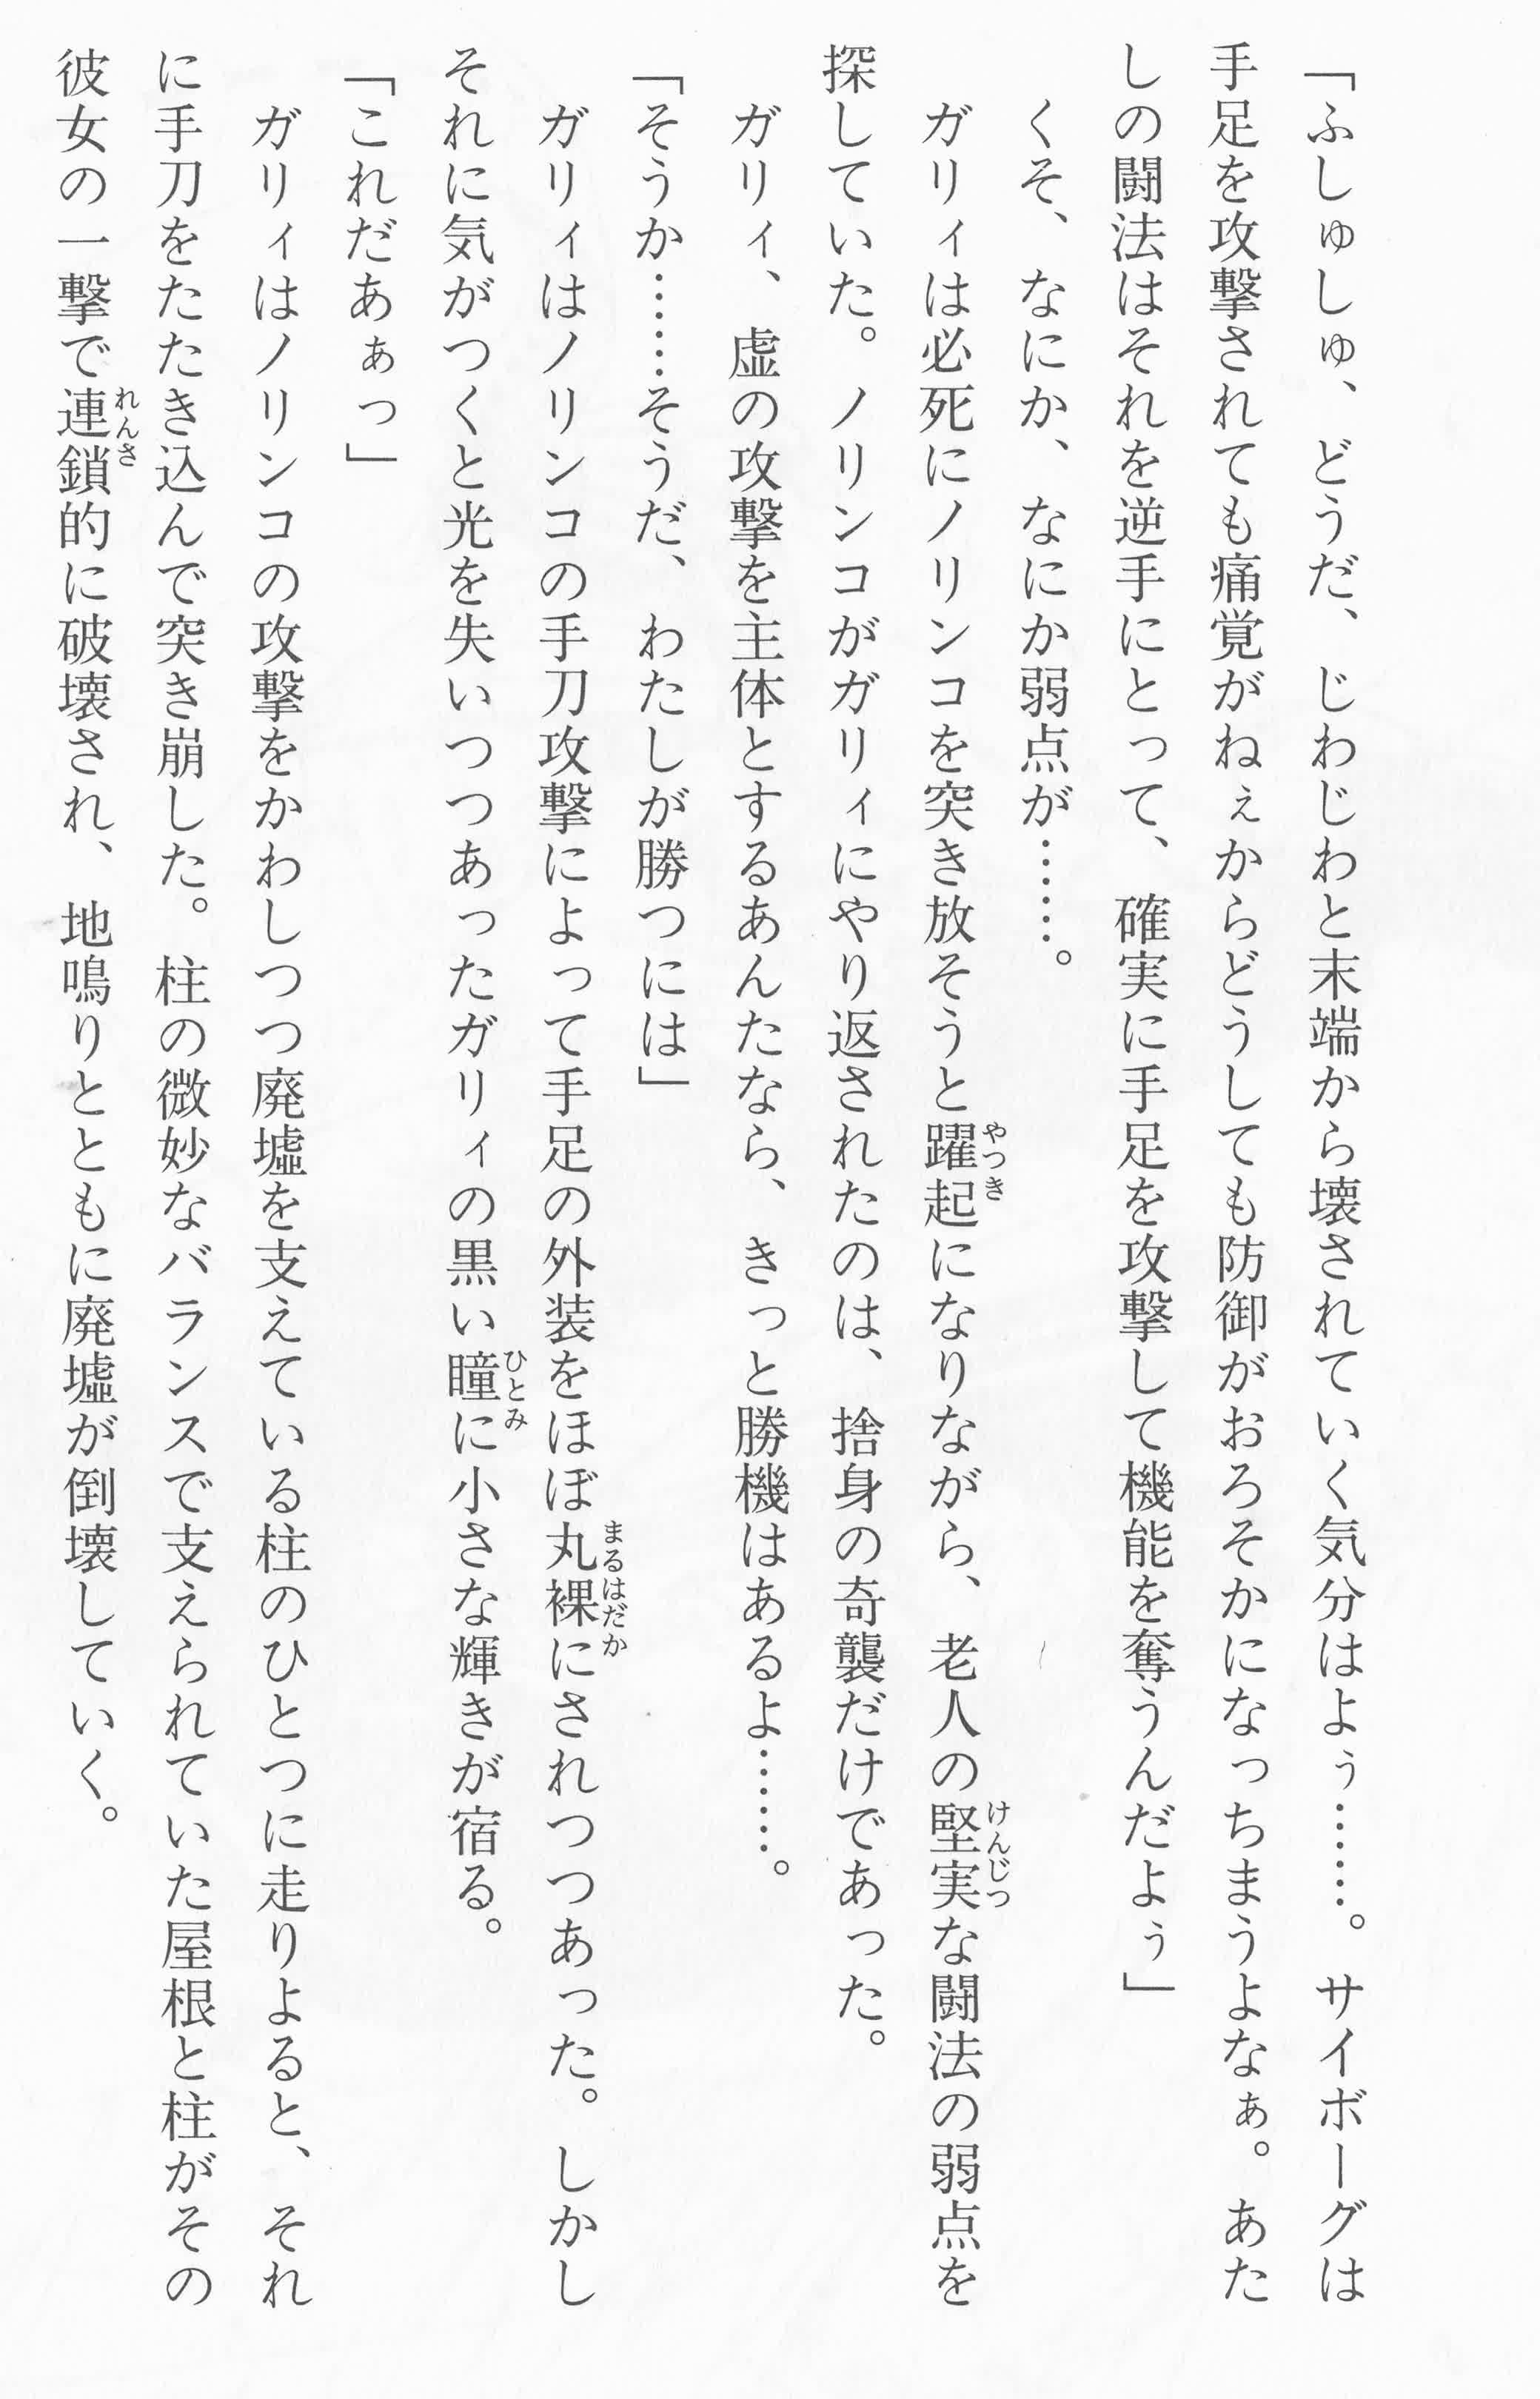 「ふしゅしゅ、どうだ、じわじわと末端から壊されていく気分はよぅ……。サイボーグは
手足を攻撃されても痛覚がねぇからどうしても防御がおろそかになっちまうよなぁ。あた
しの闘法はそれを逆手にとって、確実に手足を攻撃して機能を奪うんだよぅ」
　くそ、なにか、なにか弱点が……。
　ガリィは必死にノリンコを突き放そうと躍起になりながら、老人の堅実な闘法の弱点を
探していた。ノリンコがガリィにやり返されたのは、捨身の奇襲だけであった。
　ガリィ、虚の攻撃を主体とするあんたなら、きっと勝機はあるよ……。
「そうか……そうだ、わたしが勝つには」
　ガリィはノリンコの手刀攻撃によって手足の外装をほぼ丸裸にされつつあった。しかし
それに気がつくと光を失いつつあったガリィの黒い瞳に小さな輝きが宿る。
「これだあぁっ」
　ガリィはノリンコの攻撃をかわしつつ廃墟を支えている柱のひとつに走りよると、それ
に手刀をたたき込んで突き崩した。柱の微妙なバランスで支えられていた屋根と柱がその
彼女の一撃で連鎖的に破壊され、地鳴りとともに廃墟が倒壊していく。